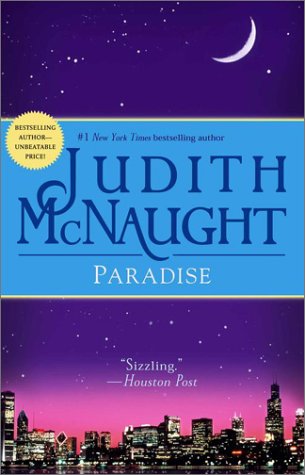 BESTSELLING
AUTHOR—
UNBEATABLE
PRICE!
#1 New York Times bestselling author
JUDITH
MCNAUGHT
PARADISE
"Sizzling."
—Houston Post